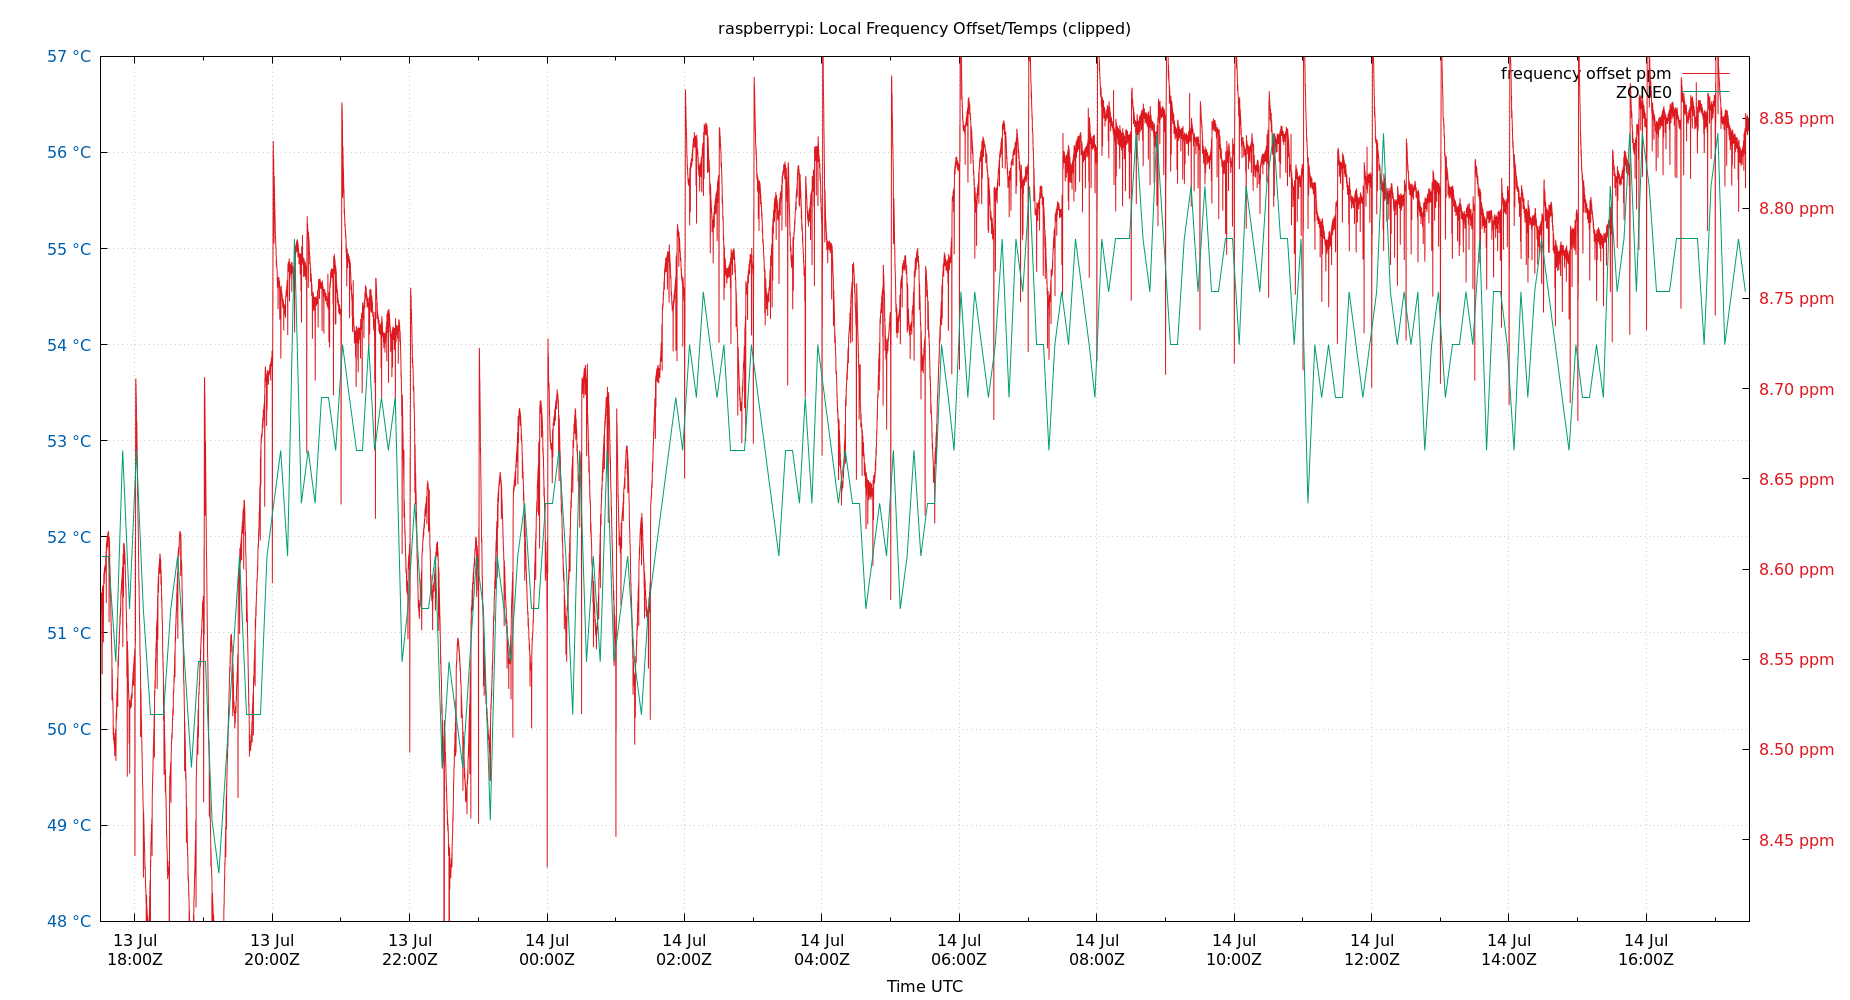 raspberrypi: Local Frequency Offset/Temps (clipped)
57 °C
56 °C
55 °C
54 °C
53 °C
52 °C
51 °C
50 °C
49 °C
48 °C
frequency offset ppm
ZONE0
8.85 ppm
8.80 ppm
8.75 ppm
8.70 ppm
8.65 ppm
8.60 ppm
8.55 ppm
8.50 ppm
8.45 ppm
13 Jul 13 Jul 13 Jul 14 Jul 14 Jul 14 Jul 14 Jul 14 Jul 14 Jul 14 Jul 14 Jul 14 Jul
18:00Z 20:00Z 22:00Z 00:00Z 02:00Z 04:00Z 06:00Z 08:00Z 10:00Z 12:00Z 14:00Z 16:00Z
Time UTC